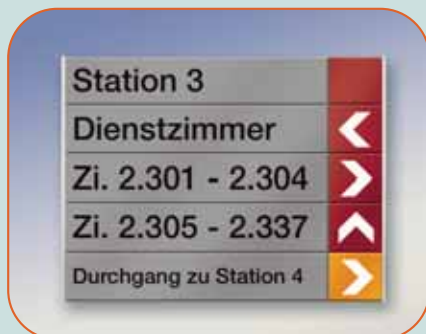 Station 3
Dienstzimmer
Zi. 2.301 - 2.304
Zi. 2.305 - 2.337
Durchgang zu Station 4